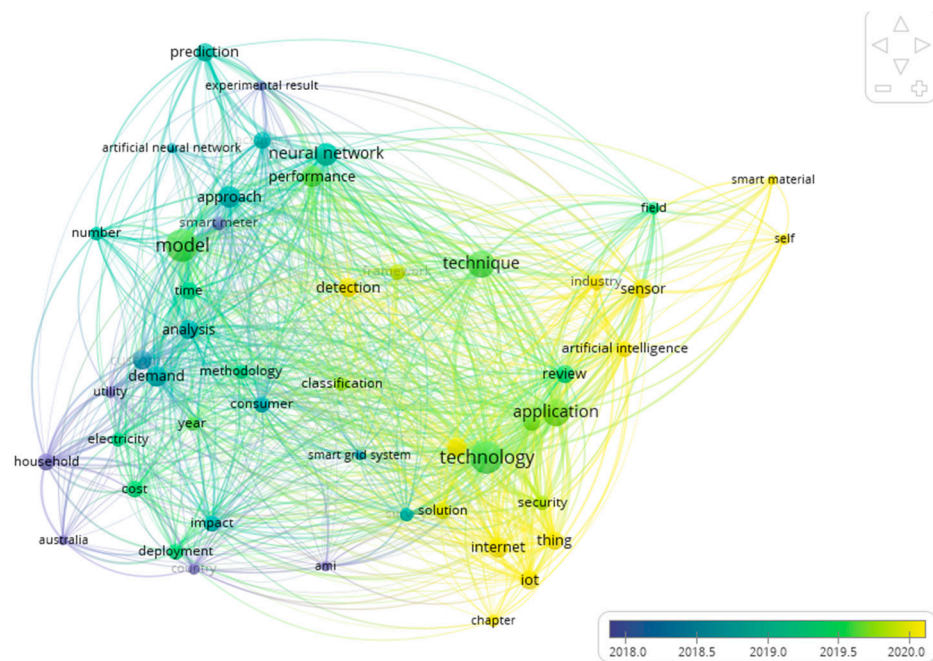 prediction
experimental result
artificial neural network
neural network
performance
smart material
approach
field
smart meter
number
self
model
technique
framework
industry
detection
sensor
time
analysis
artificial intelligence
methodology
review
demand
classification
utility
consumer
application
year
electricity
smart grid system
technology
household
cost
security
solution
impact
australia
thing
internet
deployment
country
ami
iot
chapter
2018.0 2018.5 2019.0 2019.5 2020.0